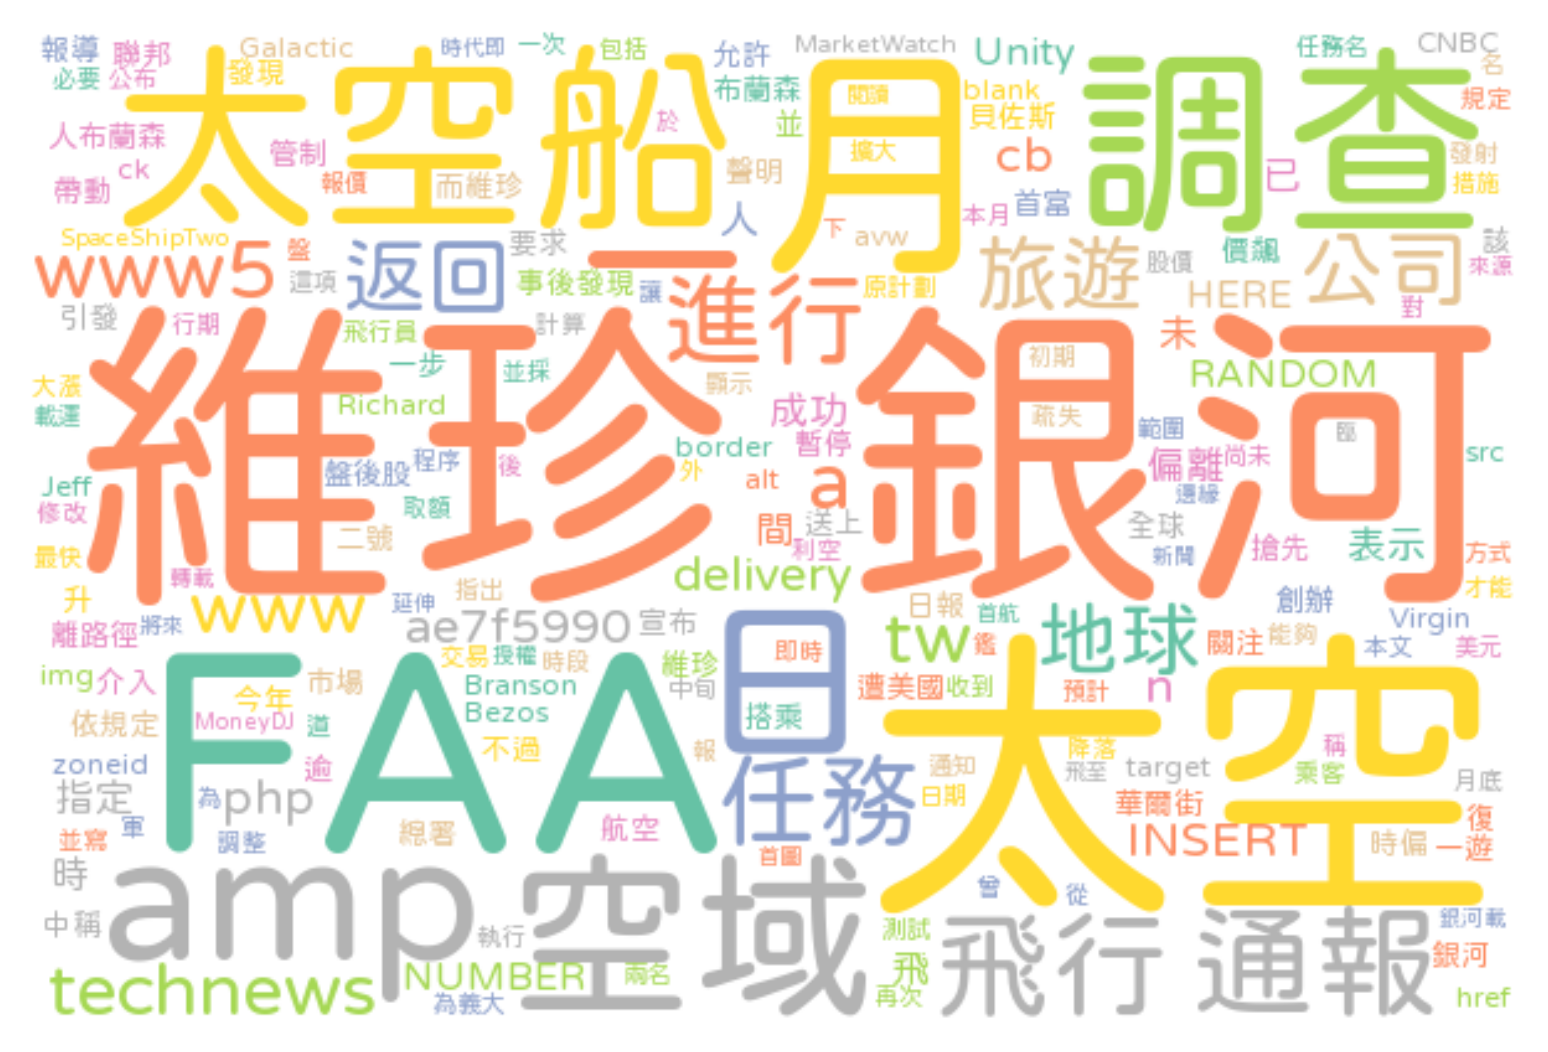 報導 聯邦 Galactic 時代即 一次 包括 允許 MarketWatch Unity 任務名 CNBC
必要 公布 發現 太空船 布蘭森 月 閱讀 blank 調查 名
人布蘭森 於 並 貝佐斯 規定
ck 管制 擴大 cb 已 發射
帶動 報價 而維珍 聲明 人 下 本月 首富 措施
SpaceShipTwo 盤 要求 一 avw 旅遊 股價 價飆 公司 該
www5 這項 返回 事後發現 讓 進行 原計劃 HERE 對 來源
引發 行期 飛行員 計算 未
維珍銀河
大漲 一步 並採 顯示 初期 RANDOM
載運 Richard 成功 疏失 範圍 臨
盤後股 程序 後 border 暫停 偏離 尚未 src
Jeff 外 alt a 邊緣
修改 取額 二號 間 送上 全球 搶先 表示
最快 轉載 指出 利空 新聞 方式
升 www 延伸 delivery 日報 首航 創辦 才能
離路徑 將來 ae7f5990 宣布 日 即時 tw 鑑 地球 關注 能夠 Virgin 本文 美元
img 介入 市場 交易 授權 時段 維珍 遭美國 收到 預計 n
今年 FAA Branson 中旬 太空
依規定 MoneyDJ 道 Bezos 搭乘 稱
zoneid 逾 不過 報 通知 降落 飛至 target 乘客 月底
指定 為 php 任務 日期 華爾街 復
並寫 軍 調整 總署 航空 INSERT 時偏 一遊
時 amp 空域 首圖 曾 從
中稱 執行 測試 飛行 通報 銀河載
technews NUMBER 兩名 飛 銀河
為義大 再次 href